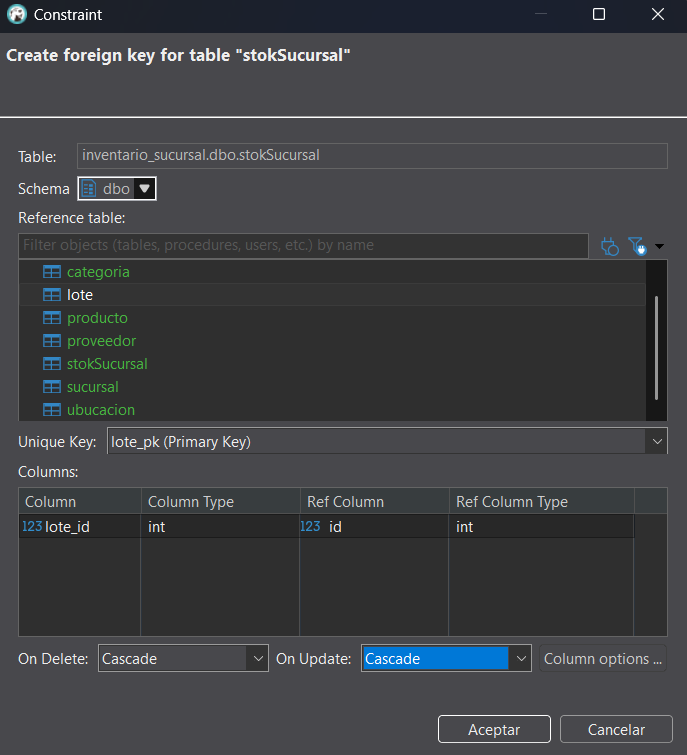 Constraint
Create foreign key for table "stokSucursal"
Table: inventario_sucursal.dbo.stokSucursal
Schema dbo
Reference table:
Filter objects (tables, procedures, users, etc.) by name
categoria
lote
producto
proveedor
stokSucursal
sucursal
ubucacion
Unique Key: lote_pk (Primary Key)
Columns:
Column Column Type Ref Column Ref Column Type
123 lote_id int 123 id int
On Delete: Cascade On Update: Cascade Column options ...
Aceptar Cancelar